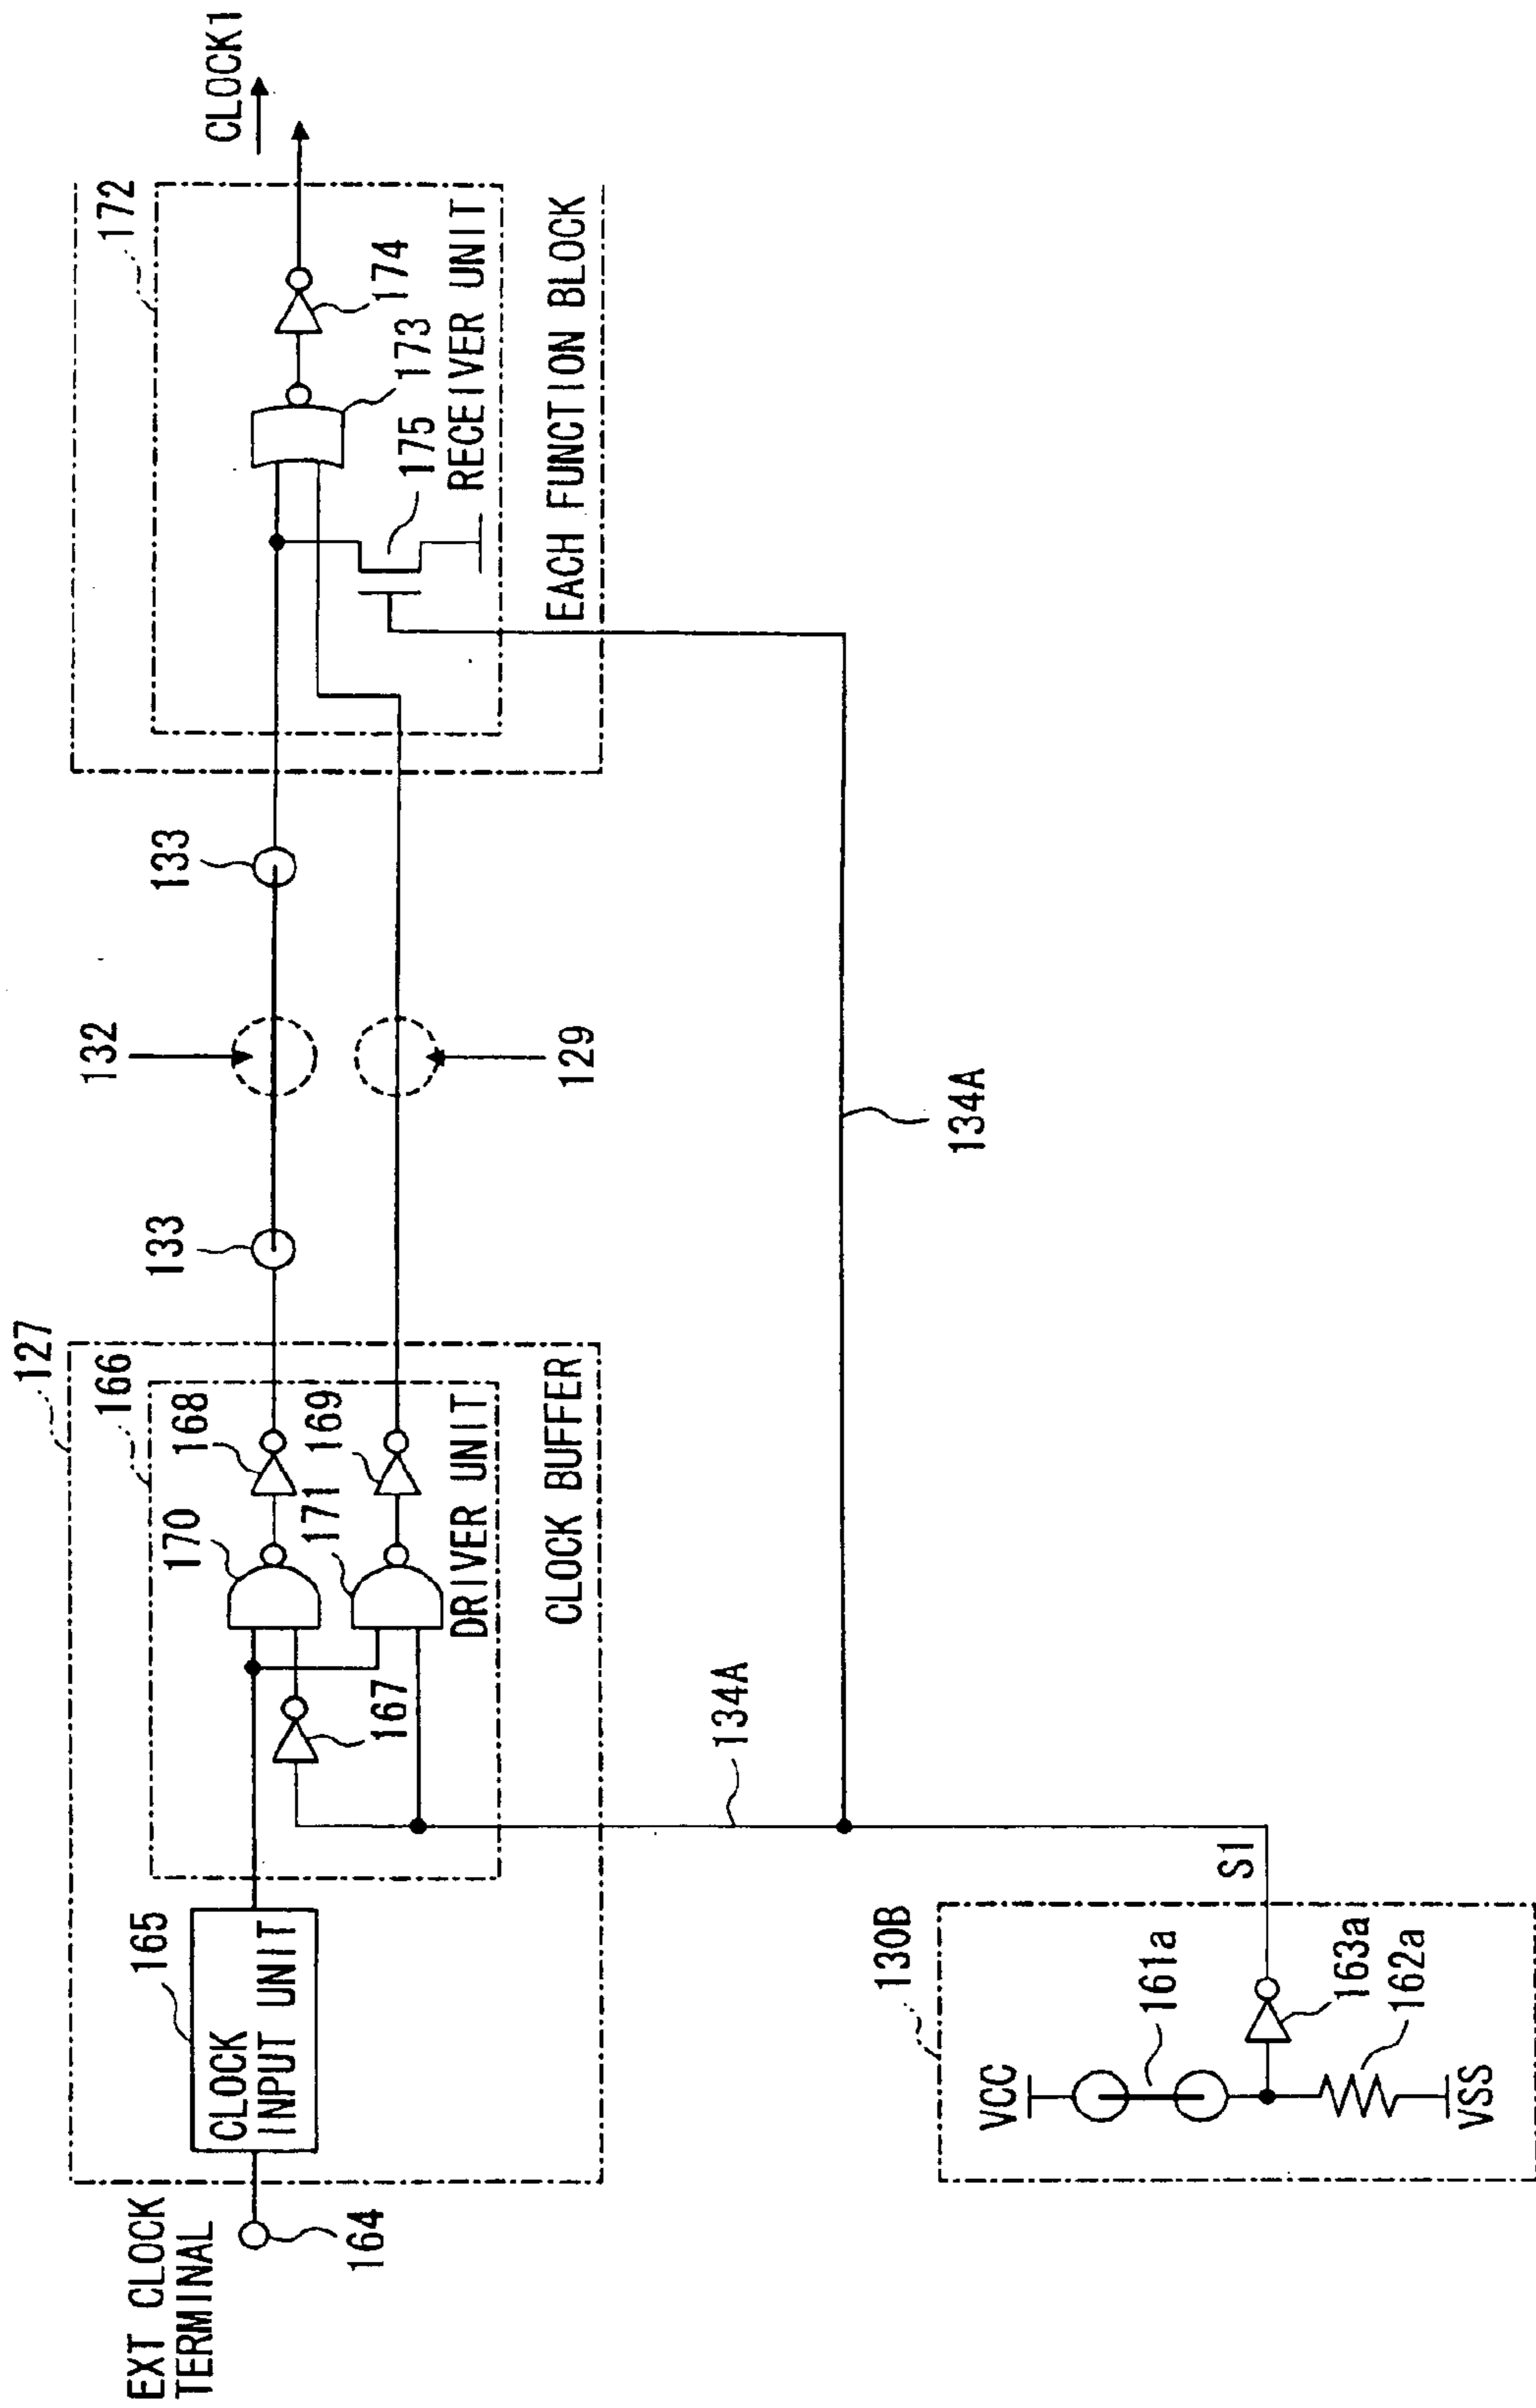 EXT CLOCK
TERMINAL
164
165
CLOCK
INPUT UNIT
127
166
170
168
171
169
167
DRIVER UNIT
CLOCK BUFFER
133
132
133
129
172
CLOCK1
174
173
175
RECEIVER UNIT
EACH FUNCTION BLOCK
134A
134A
S1
130B
VCC
161a
163a
162a
VSS